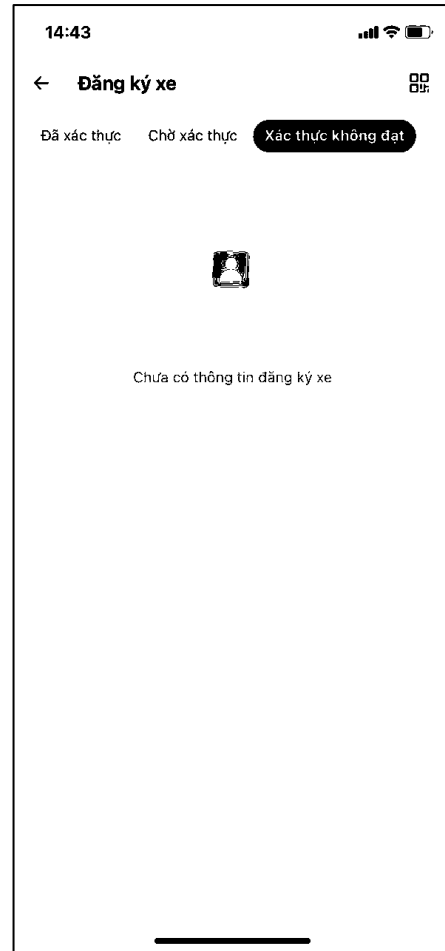 14:43
Đăng ký xe
Đã xác thực Chờ xác thực Xác thực không đạt
Chưa có thông tin đăng ký xe